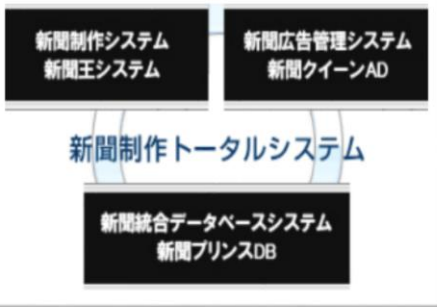 新聞制作システム
新聞王システム
新聞広告管理システム
新聞クイーンAD
新聞制作トータルシステム
新聞統合データベースシステム
新聞プリンスDB